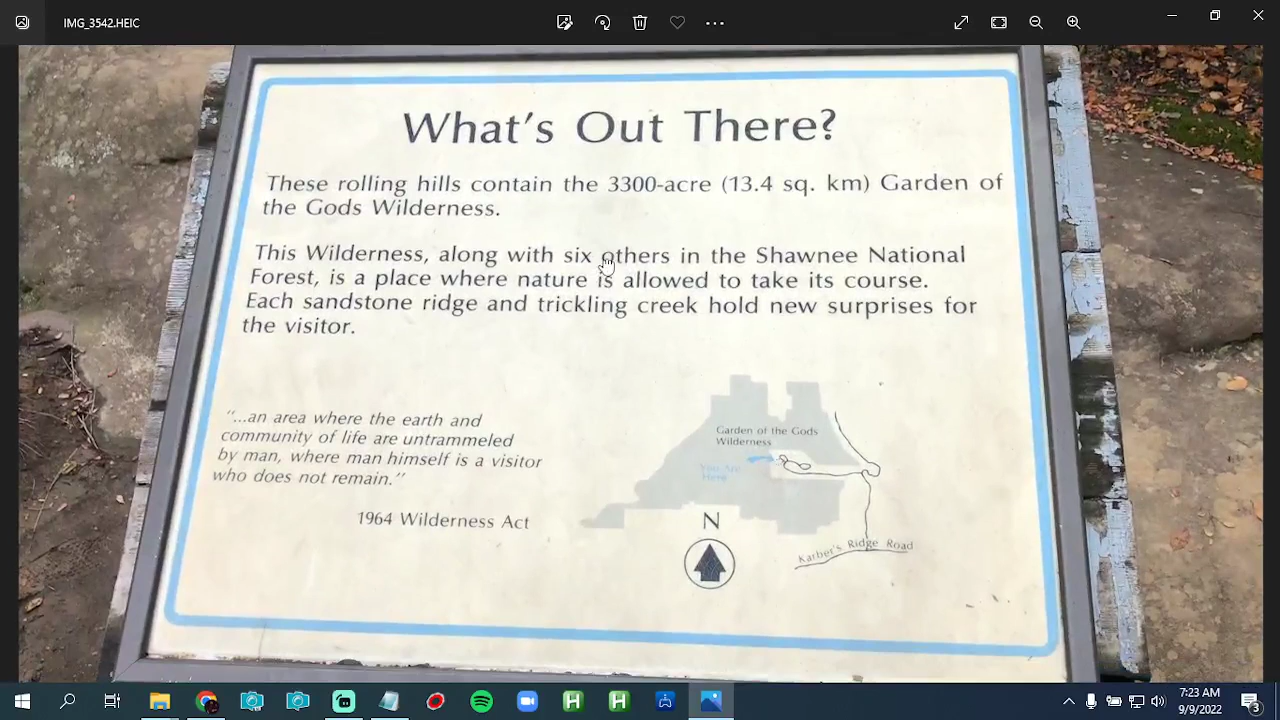 IMG_3542.HEIC
What's Out There?
These rolling hills contain the 3300-acre (13.4 sq. km) Garden of
the Gods Wilderness.
This Wilderness, along with six others in the Shawnee National
Forest, is a place where nature is allowed to take its course.
Each sandstone ridge and trickling creek hold new surprises for
the visitor.
"...an area where the earth and
community of life are untrammeled
by man, where man himself is a visitor
who does not remain."
1964 Wilderness Act
Garden of the Gods
Wilderness
You are
Here
N
Karber's Ridge Road
7:23 AM
9/9/2022
3